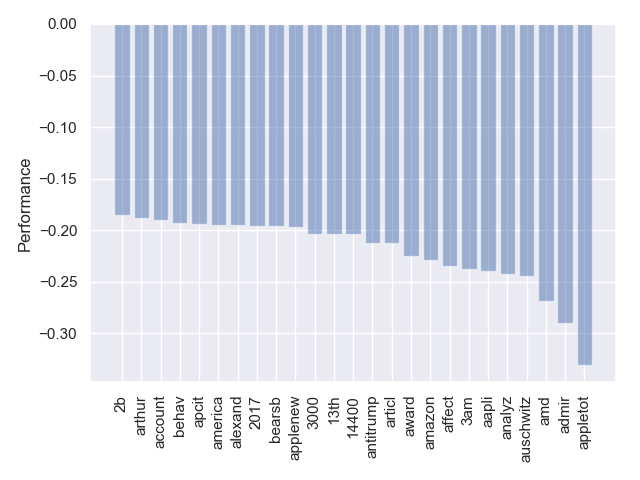 0.00
−0.05
−0.10
−0.15
−0.20
−0.25
−0.30
Performance
2b
arthur
account
behav
apcit
america
alexand
2017
bearsb
applenew
3000
13th
14400
antitrump
articl
award
amazon
affect
3am
aapli
analyz
auschwitz
amd
admir
appletot